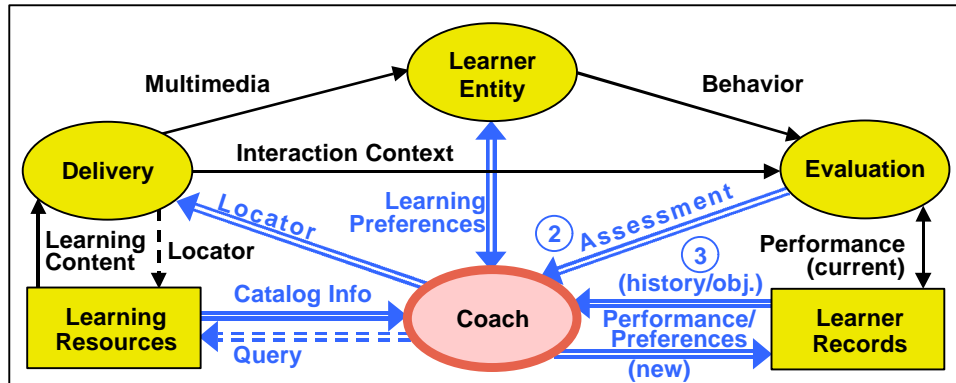 Learner
Entity
Multimedia
Behavior
Interaction Context
Delivery
Evaluation
Learning
Preferences
Locator
Assessment
2
Learning
Content
Locator
Performance
(current)
3
(history/obj.)
Catalog Info
Learning
Resources
Coach
Performance/
Preferences
(new)
Learner
Records
Query